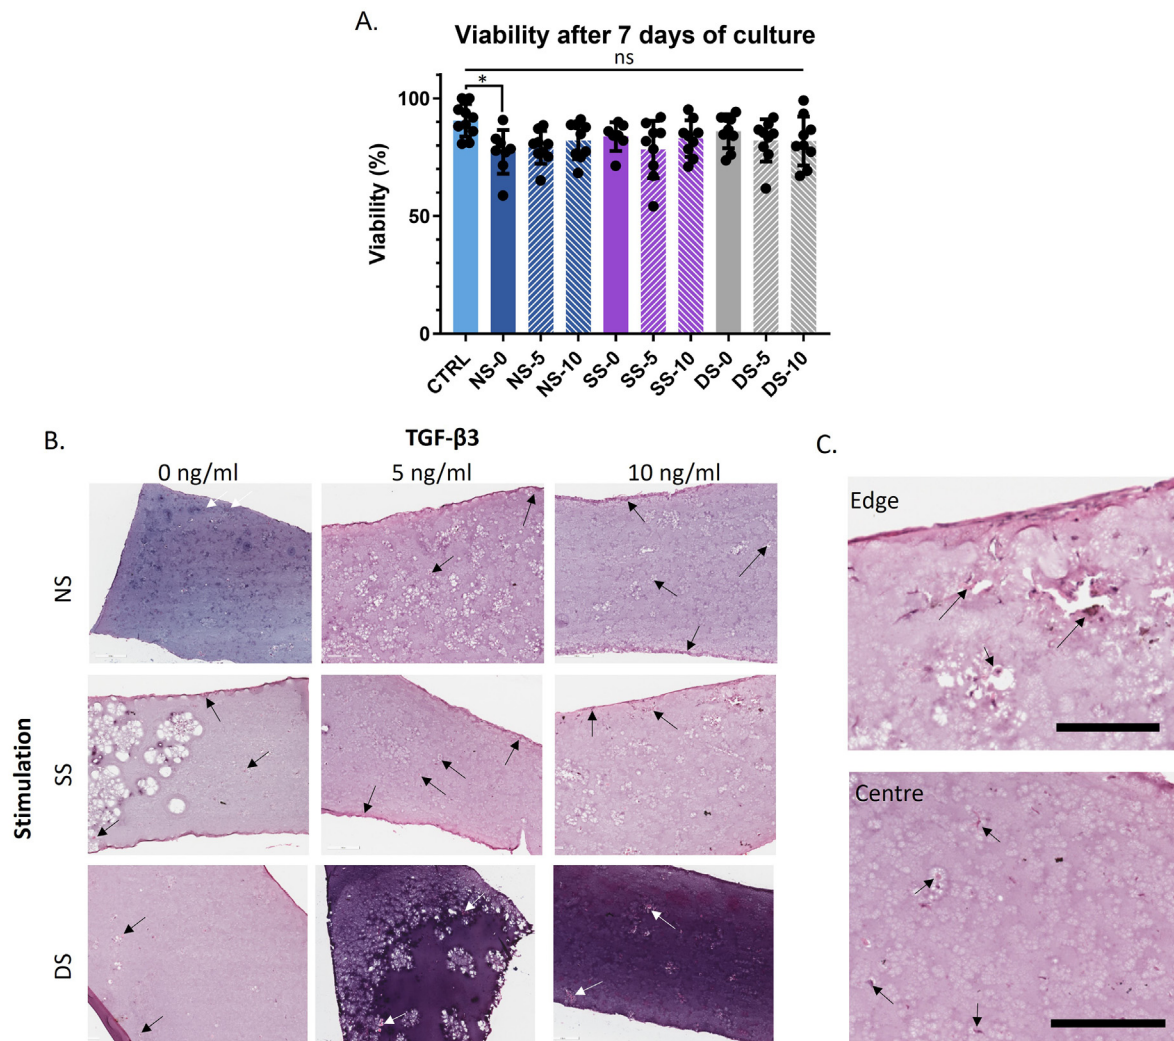 A.
Viability after 7 days of culture
ns
*
100
50
0
Viability (%)
CTRL
NS-0
NS-5
NS-10
SS-0
SS-5
SS-10
DS-0
DS-5
DS-10
B.
TGF-β3
0 ng/ml
5 ng/ml
10 ng/ml
Stimulation
NS
SS
DS
C.
Edge
Centre